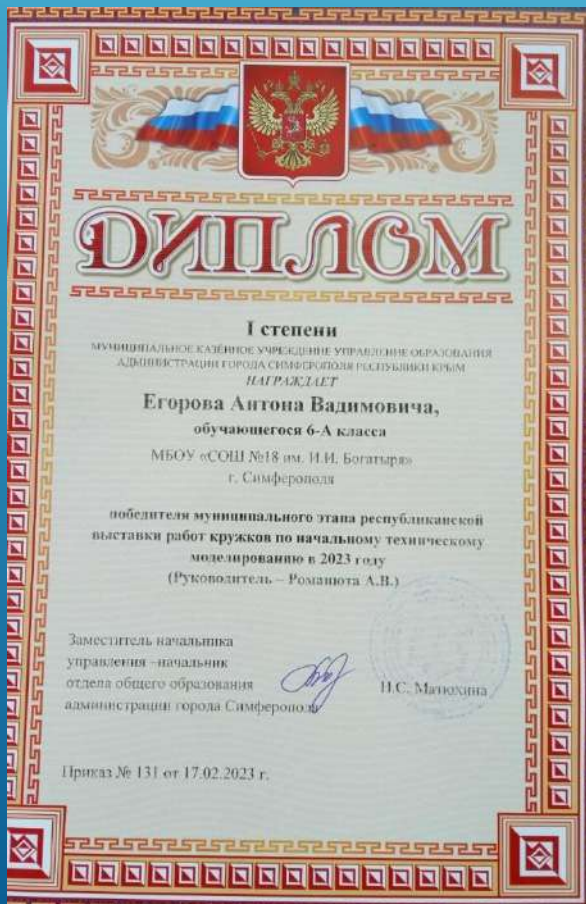 ДИПЛОМ
I степени
МУНИЦИПАЛЬНОЕ КАЗЁННОЕ УЧРЕЖДЕНИЕ УПРАВЛЕНИЕ ОБРАЗОВАНИЯ
АДМИНИСТРАЦИИ ГОРОДА СИМФЕРОПОЛЯ РЕСПУБЛИКИ КРЫМ
НАГРАЖДАЕТ
Егорова Антона Вадимовича,
обучающегося 6-А класса
МБОУ «СОШ №18 им. И.И. Богатыря»
г. Симферополя
победителя муниципального этапа республиканской
выставки работ кружков по начальному техническому
моделированию в 2023 году
(Руководитель – Романюта А.В.)
Заместитель начальника
управления –начальник
отдела общего образования
администрации города Симферополя
Н.С. Матюхина
Приказ № 131 от 17.02.2023 г.